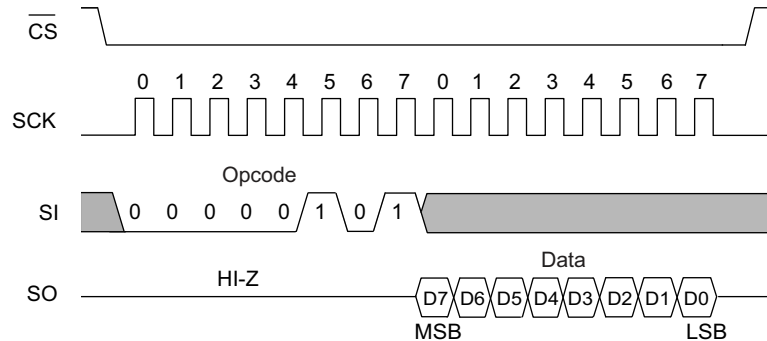 CS
0 1 2 3 4 5 6 7 0 1 2 3 4 5 6 7
SCK
Opcode
SI 0 0 0 0 0 1 0 1
Data
HI-Z
SO D7 D6 D5 D4 D3 D2 D1 D0
MSB LSB